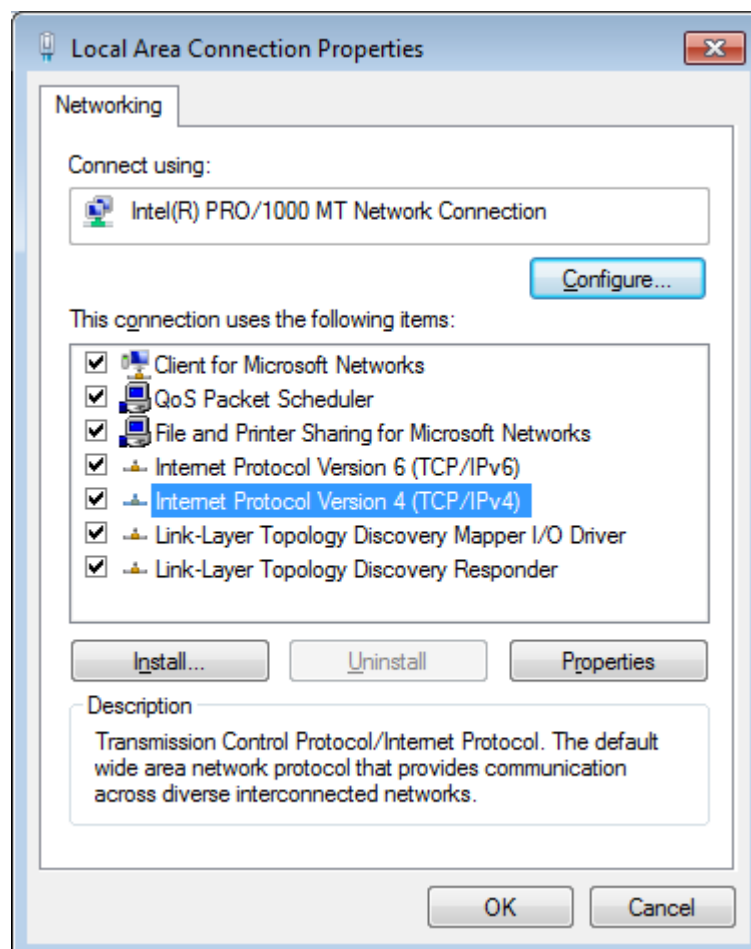 Local Area Connection Properties
Networking
Connect using:
Intel(R) PRO/1000 MT Network Connection
Configure...
This connection uses the following items:
Client for Microsoft Networks
QoS Packet Scheduler
File and Printer Sharing for Microsoft Networks
Internet Protocol Version 6 (TCP/IPv6)
Internet Protocol Version 4 (TCP/IPv4)
Link-Layer Topology Discovery Mapper I/O Driver
Link-Layer Topology Discovery Responder
Install... Uninstall Properties
Description
Transmission Control Protocol/Internet Protocol. The default
wide area network protocol that provides communication
across diverse interconnected networks.
OK Cancel